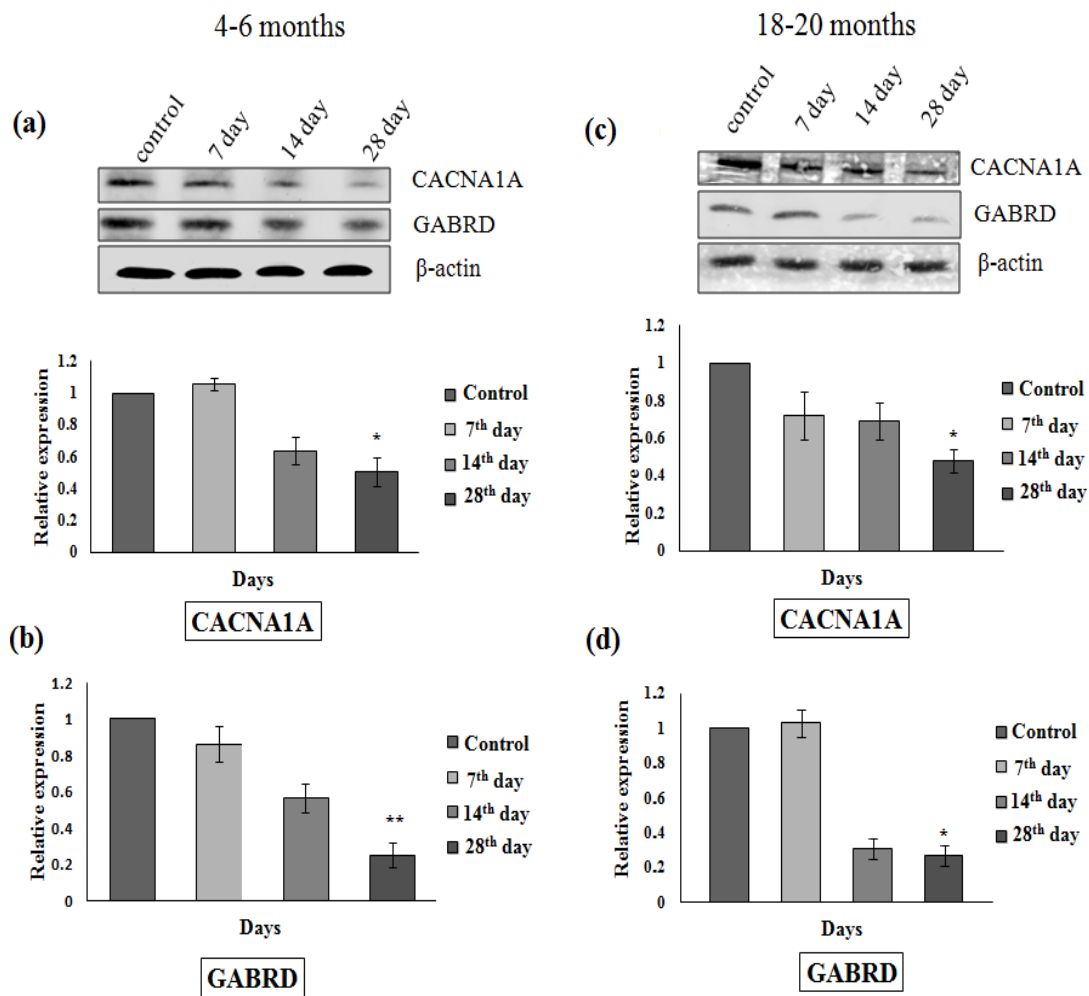 4-6 months
18-20 months
(a)
control
7 day
14 day
28 day
CACNA1A
GABRD
β-actin
1.2
1
0.8
0.6
0.4
0.2
0
Relative expression
*
Control
7th day
14th day
28th day
Days
CACNA1A
(b)
1.2
1
0.8
0.6
0.4
0.2
0
Relative expression
**
Control
7th day
14th day
28th day
Days
GABRD
(c)
control
7 day
14 day
28 day
CACNA1A
GABRD
β-actin
1.2
1
0.8
0.6
0.4
0.2
0
Relative expression
*
Control
7th day
14th day
28th day
Days
CACNA1A
(d)
1.2
1
0.8
0.6
0.4
0.2
0
Relative expression
*
Control
7th day
14th day
28th day
Days
GABRD